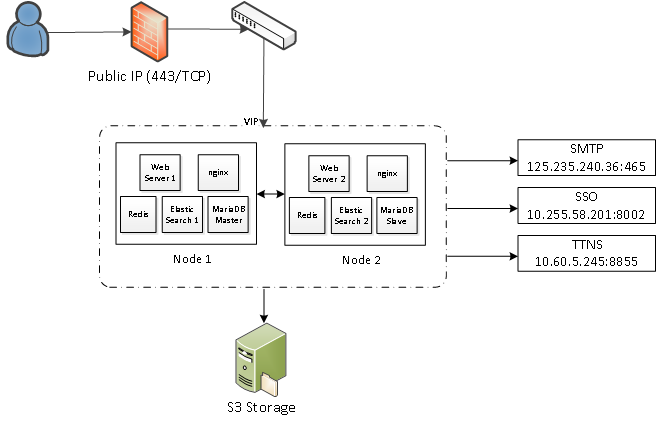 Public IP (443/TCP)
VIP
Web
Server 1
nginx
Redis
Elastic
Search 1
MariaDB
Master
Node 1
Web
Server 2
nginx
Redis
Elastic
Search 2
MariaDB
Slave
Node 2
SMTP
125.235.240.36:465
SSO
10.255.58.201:8002
TTNS
10.60.5.245:8855
S3 Storage